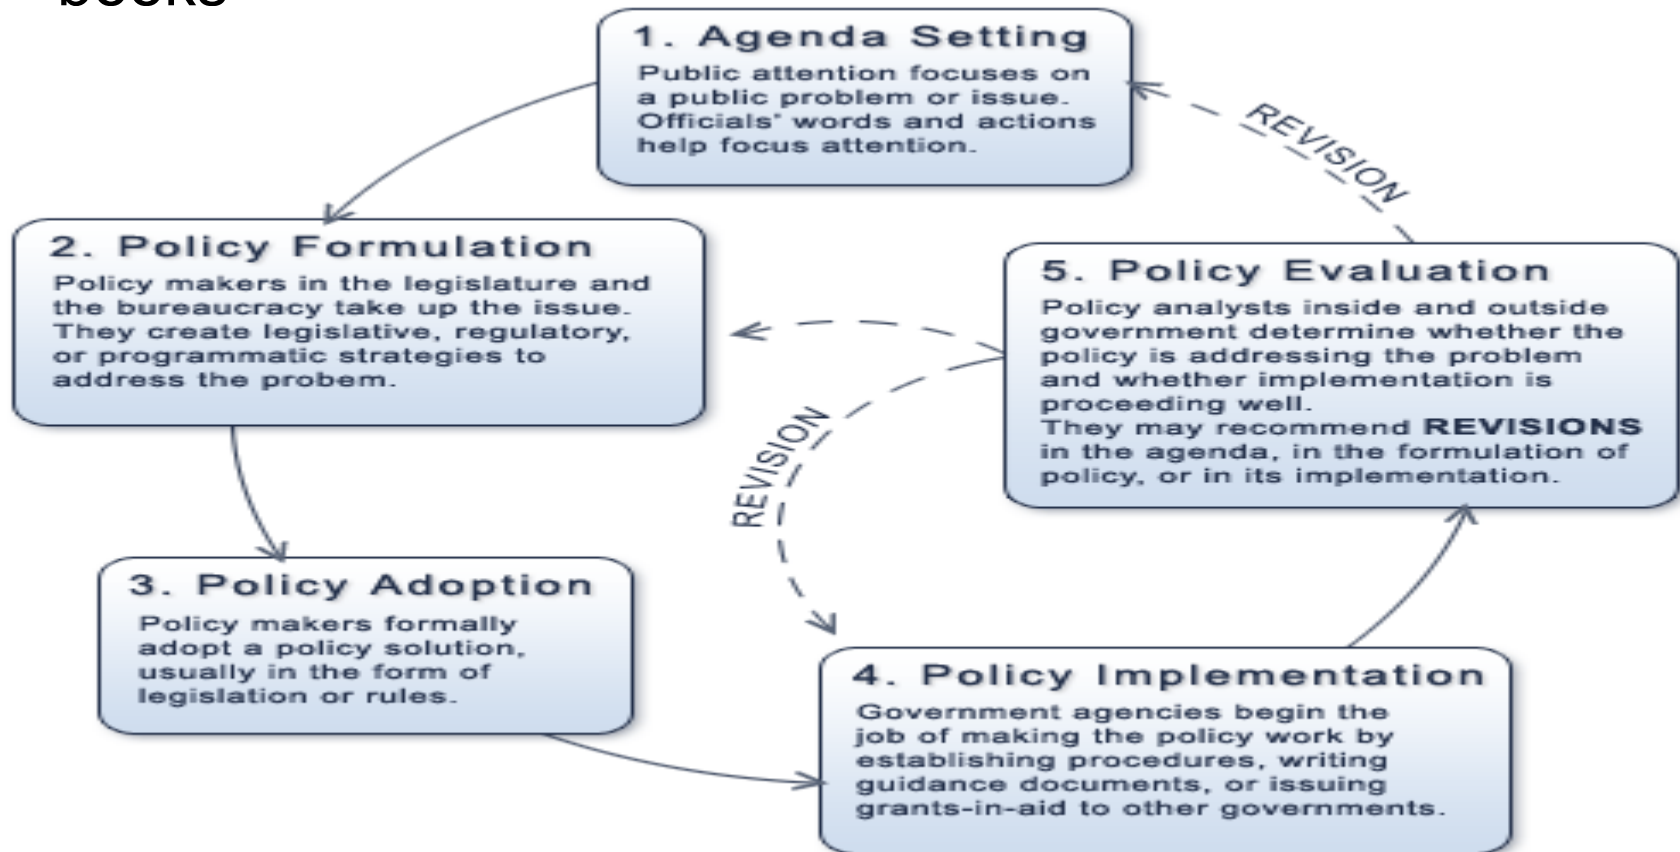 books
1. Agenda Setting
Public attention focuses on
a public problem or issue.
Officials' words and actions
help focus attention.
REVISION
2. Policy Formulation
Policy makers in the legislature and
the bureaucracy take up the issue.
They create legislative, regulatory,
or programmatic strategies to
address the probem.
5. Policy Evaluation
Policy analysts inside and outside
government determine whether the
policy is addressing the problem
and whether implementation is
proceeding well.
They may recommend REVISIONS
in the agenda, in the formulation of
policy, or in its implementation.
REVISION
3. Policy Adoption
Policy makers formally
adopt a policy solution,
usually in the form of
legislation or rules.
4. Policy Implementation
Government agencies begin the
job of making the policy work by
establishing procedures, writing
guidance documents, or issuing
grants-in-aid to other governments.